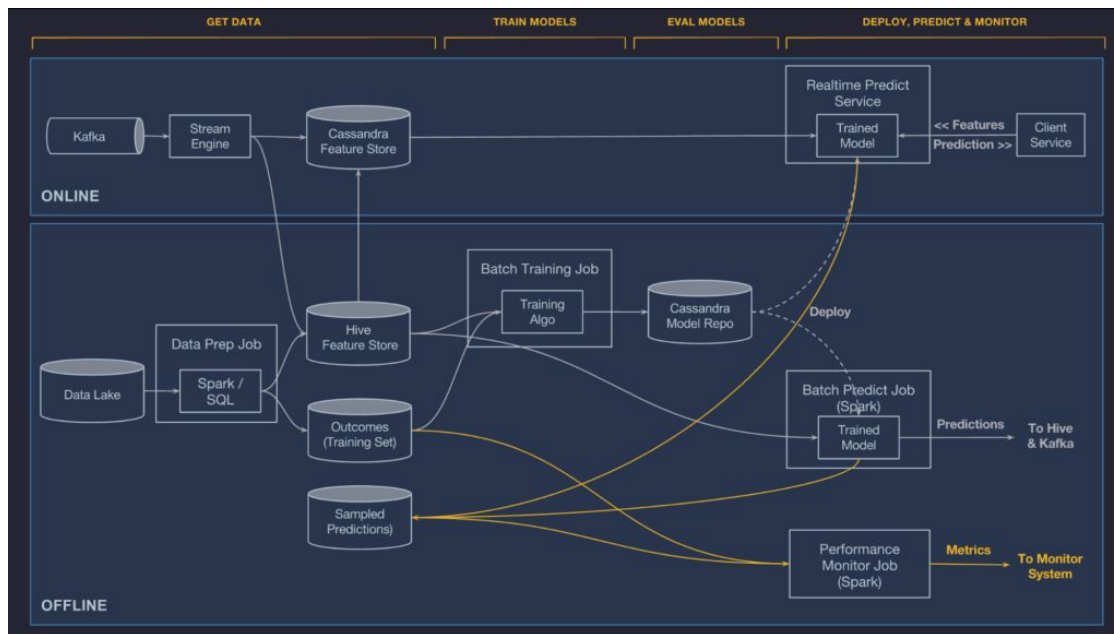 GET DATA
TRAIN MODELS
EVAL MODELS
DEPLOY, PREDICT & MONITOR
Realtime Predict
Service
Kafka
Stream
Engine
Cassandra
Feature Store
Trained
Model
<< Features
Prediction >>
Client
Service
ONLINE
Batch Training Job
Training
Algo
Cassandra
Model Repo
Deploy
Hive
Feature Store
Data Prep Job
Data Lake
Spark /
SQL
Batch Predict Job
(Spark)
Trained
Model
Predictions
To Hive
& Kafka
Outcomes
(Training Set)
Sampled
Predictions)
Performance
Monitor Job
(Spark)
Metrics
To Monitor
System
OFFLINE